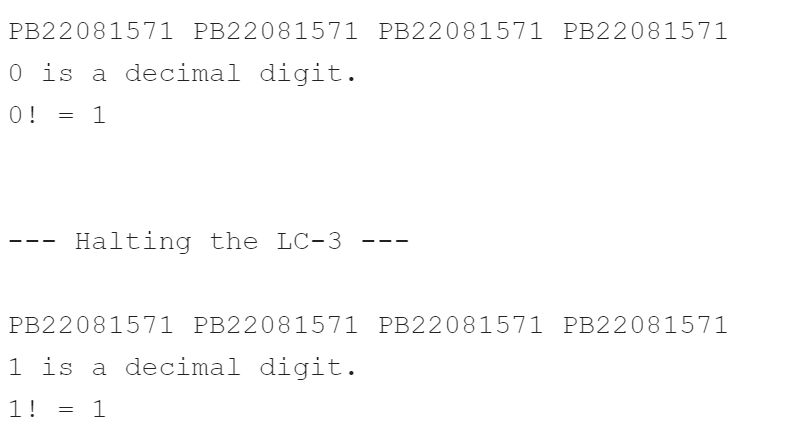 PB22081571 PB22081571 PB22081571 PB22081571
0 is a decimal digit.
0! = 1
--- Halting the LC-3 ---
PB22081571 PB22081571 PB22081571 PB22081571
1 is a decimal digit.
1! = 1